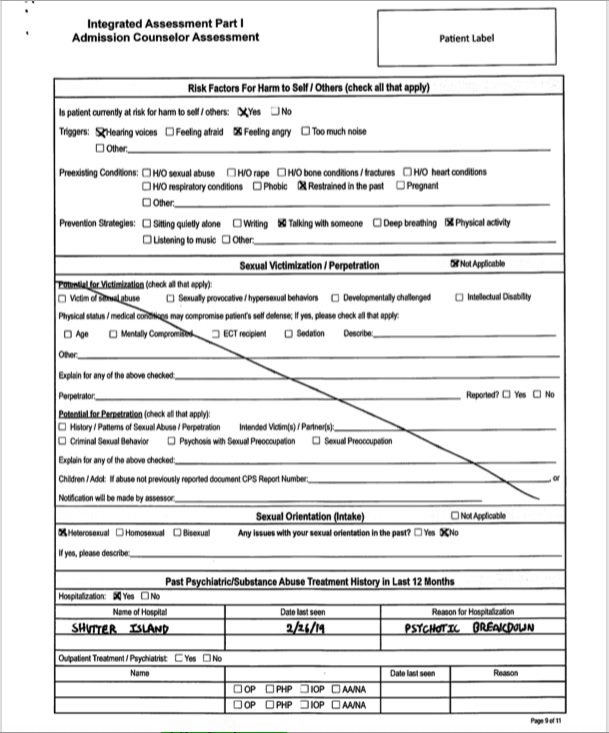 Integrated Assessment Part I
Admission Counselor Assessment
Patient Label
Risk Factors For Harm to Self / Others (check all that apply)
Is patient currently at risk for harm to self / others: ☒Yes ☐No
Triggers: ☒Hearing voices ☐Feeling afraid ☒Feeling angry ☐Too much noise
☐Other:
Preexisting Conditions: ☐H/O sexual abuse ☐H/O rape ☐H/O bone conditions / fractures ☐H/O heart conditions
☐H/O respiratory conditions ☐Phobic ☒Restrained in the past ☐Pregnant
☐Other:
Prevention Strategies: ☐Sitting quietly alone ☐Writing ☒Talking with someone ☐Deep breathing ☒Physical activity
☐Listening to music ☐Other:
Sexual Victimization / Perpetration ☒Not Applicable
Potential for Victimization (check all that apply):
☐ Victim of sexual abuse ☐ Sexually provocative / hypersexual behaviors ☐ Developmentally challenged ☐ Intellectual Disability
Physical status / medical conditions may compromise patient's self defense; If yes, please check all that apply:
☐ Age ☐ Mentally Compromised ☐ ECT recipient ☐ Sedation Describe:
Other:
Explain for any of the above checked:
Perpetrator: Reported? ☐ Yes ☐ No
Potential for Perpetration (check all that apply):
☐ History / Patterns of Sexual Abuse / Perpetration Intended Victim(s) / Partner(s):
☐ Criminal Sexual Behavior ☐ Psychosis with Sexual Preoccupation ☐ Sexual Preoccupation
Explain for any of the above checked:
Children / Adol: If abuse not previously reported document CPS Report Number: , or
Notification will be made by assessor:
Sexual Orientation (Intake) ☐Not Applicable
☒Heterosexual ☐Homosexual ☐Bisexual Any issues with your sexual orientation in the past? ☐Yes ☒No
If yes, please describe:
Past Psychiatric/Substance Abuse Treatment History in Last 12 Months
Hospitalization: ☒Yes ☐No
Name of Hospital Date last seen Reason for Hospitalization
SHUTTER ISLAND 2/26/19 PSYCHOTIC BREAKDOWN
Outpatient Treatment / Psychiatrist: ☐Yes ☐No
Name Date last seen Reason
☐OP ☐PHP ☐IOP ☐AA/NA
☐OP ☐PHP ☐IOP ☐AA/NA
Page 9 of 11